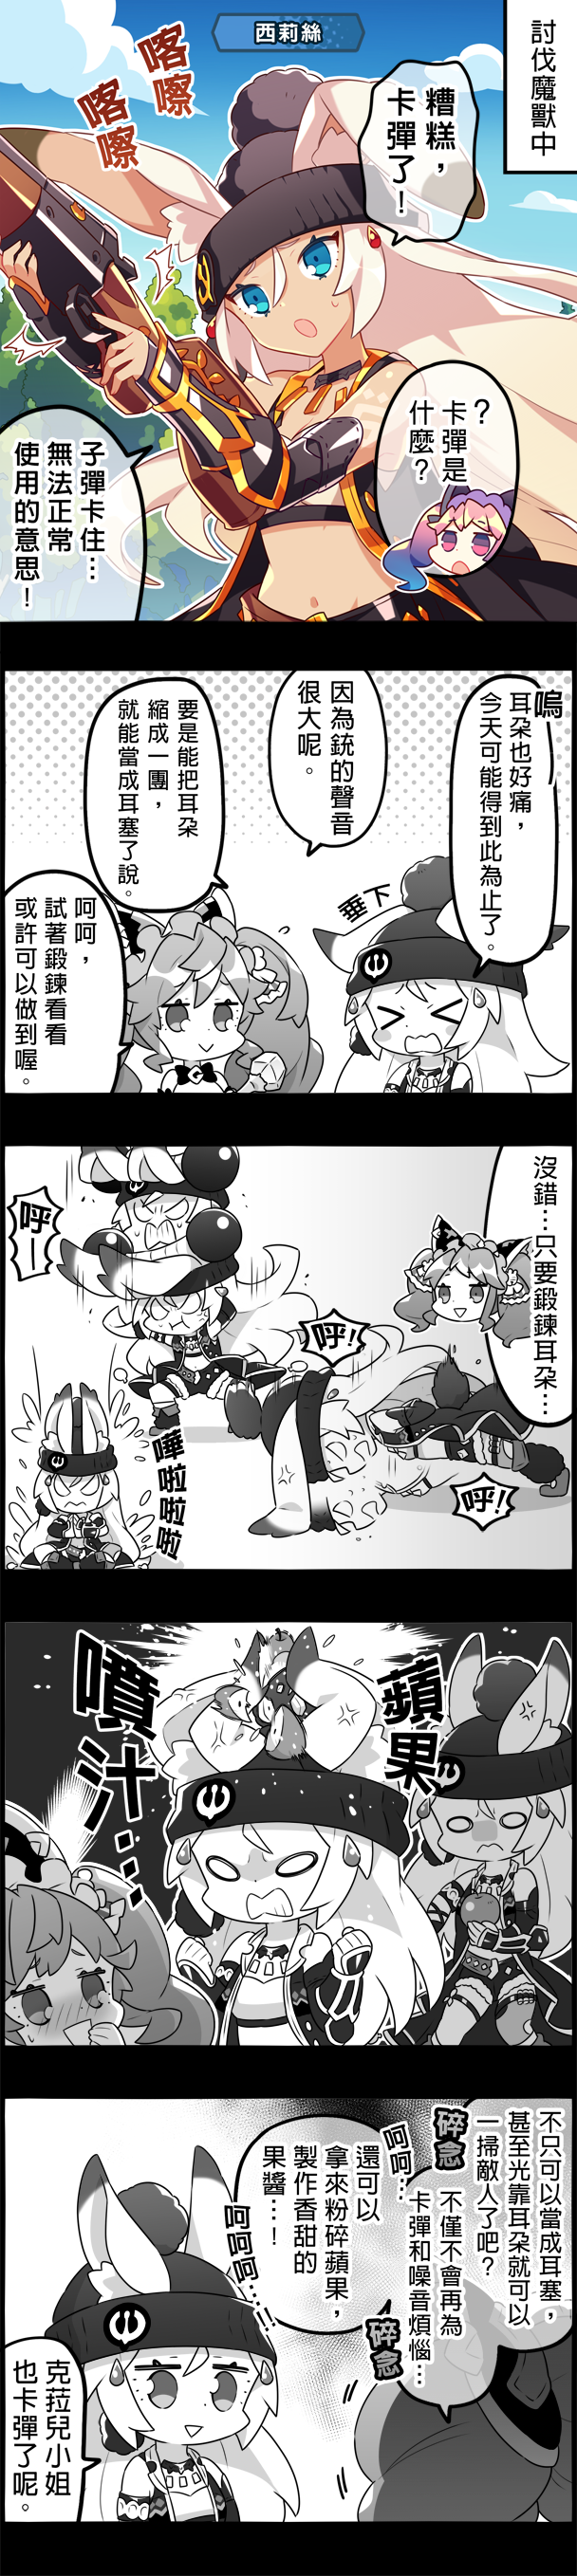 西莉絲
討伐魔獸中
糟糕，
卡彈了！
喀嚓
喀嚓
？
卡彈是
什麼？
子彈卡住…
無法正常
使用的意思！
嗚
耳朵也好痛，
今天可能得到此為止了。
因為銃的聲音
很大呢。
要是能把耳朵
縮成一團，
就能當成耳塞了說。
垂下
呵呵，
試著鍛鍊看看
或許可以做到喔。
沒錯…只要鍛鍊耳朵…
呼—
呼!
呼!
嘩啦啦啦
蘋果
噴汁…
不只可以當成耳塞，
甚至光靠耳朵就可以
一掃敵人了吧？
碎念
不僅不會再為
卡彈和噪音煩惱…
碎念
呵呵…
還可以
拿來粉碎蘋果，
製作香甜的
果醬…！
呵呵呵…!!
克拉兒小姐
也卡彈了呢。